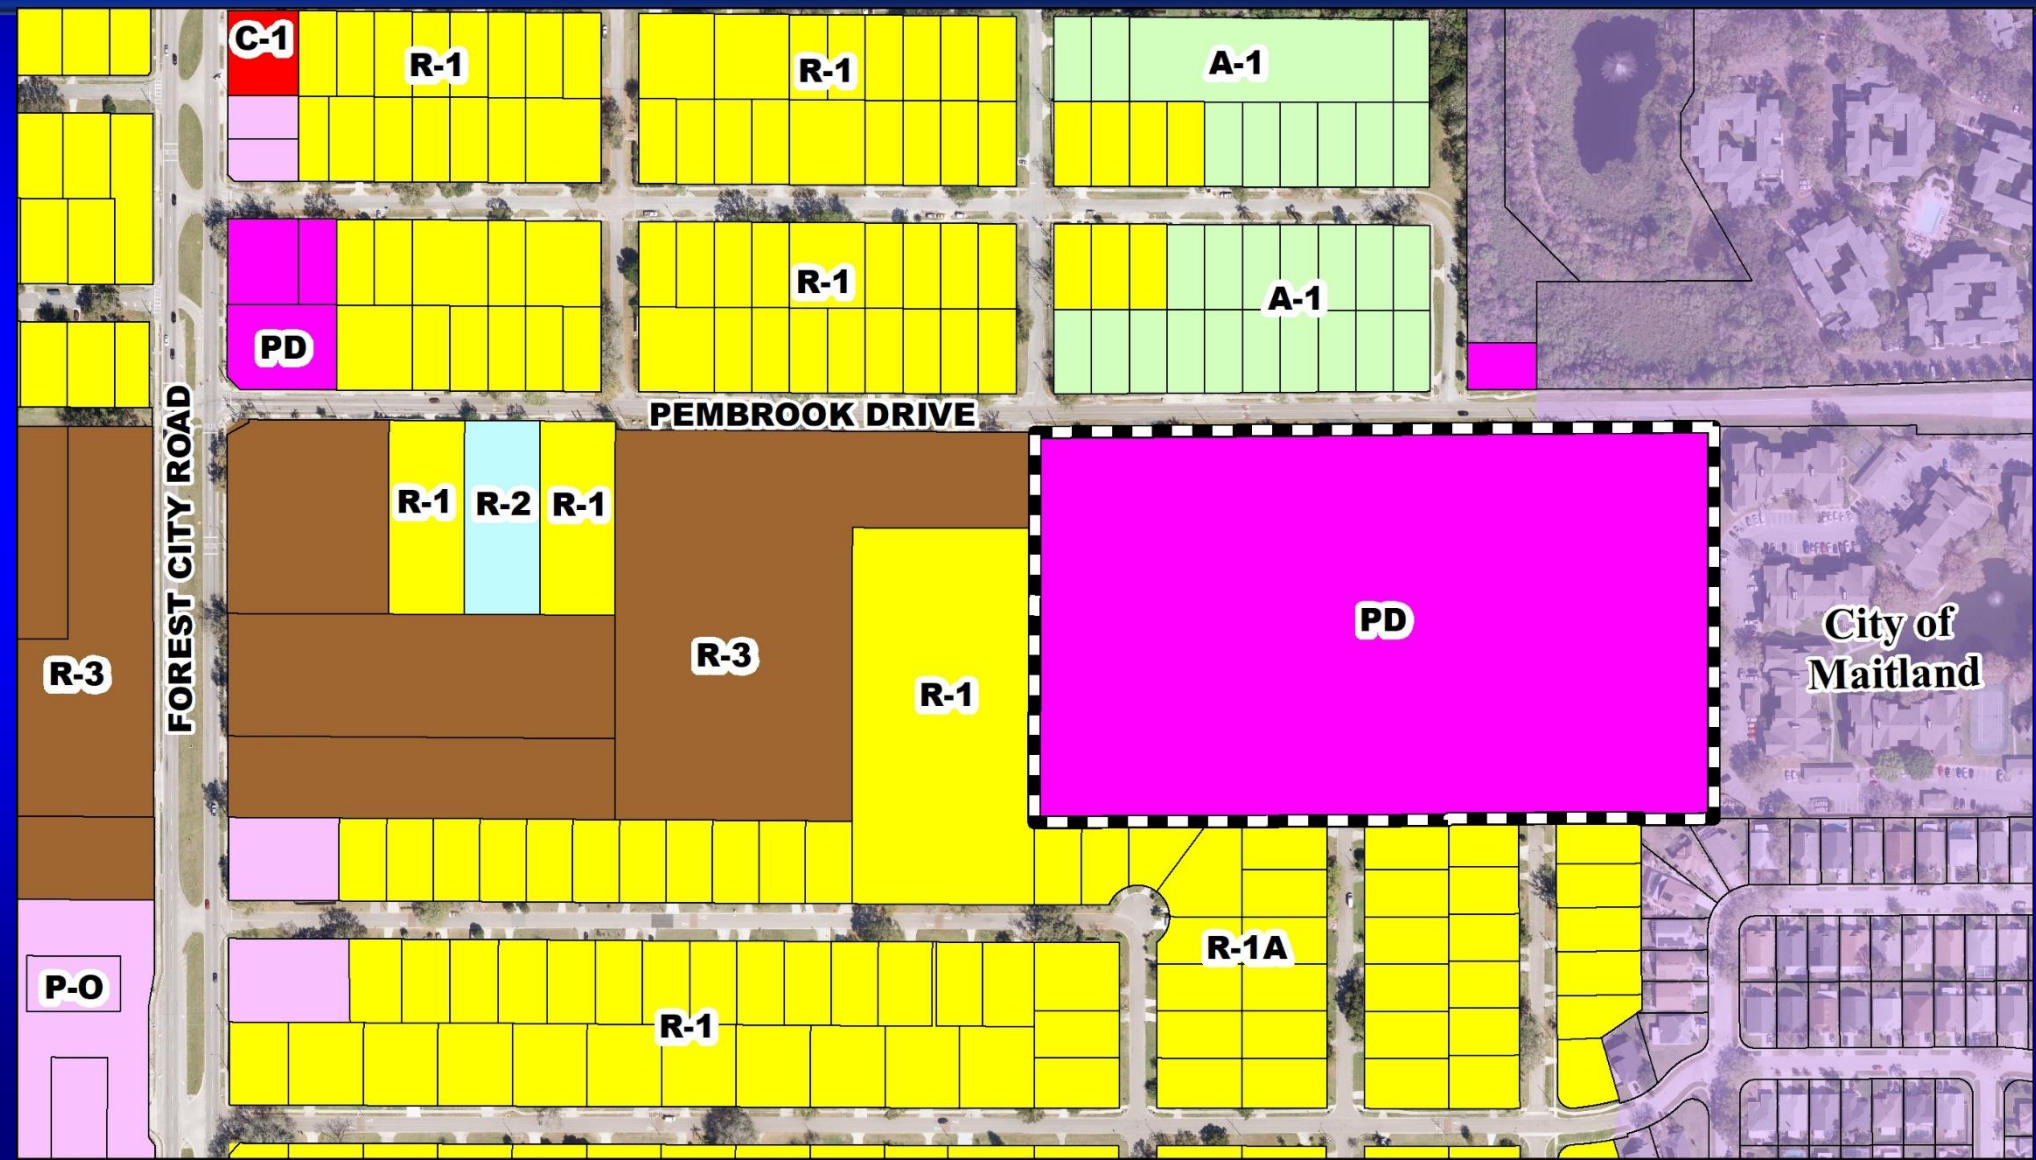 C-1
R-1
R-1
A-1
R-1
A-1
PD
PEMBROOK DRIVE
FOREST CITY ROAD
R-1
R-2
R-1
PD
City of
Maitland
R-3
R-3
R-1
R-1A
P-O
R-1